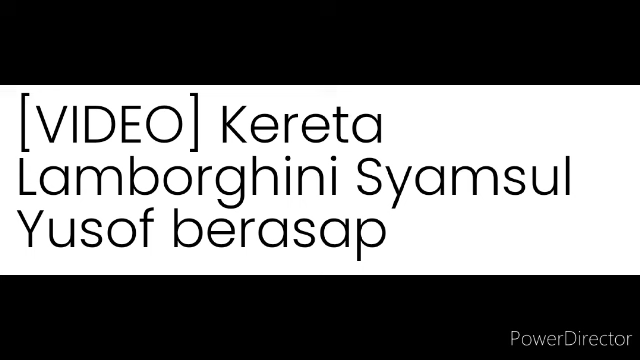 [VIDEO] Kereta
Lamborghini Syamsul
Yusof berasap
PowerDirector